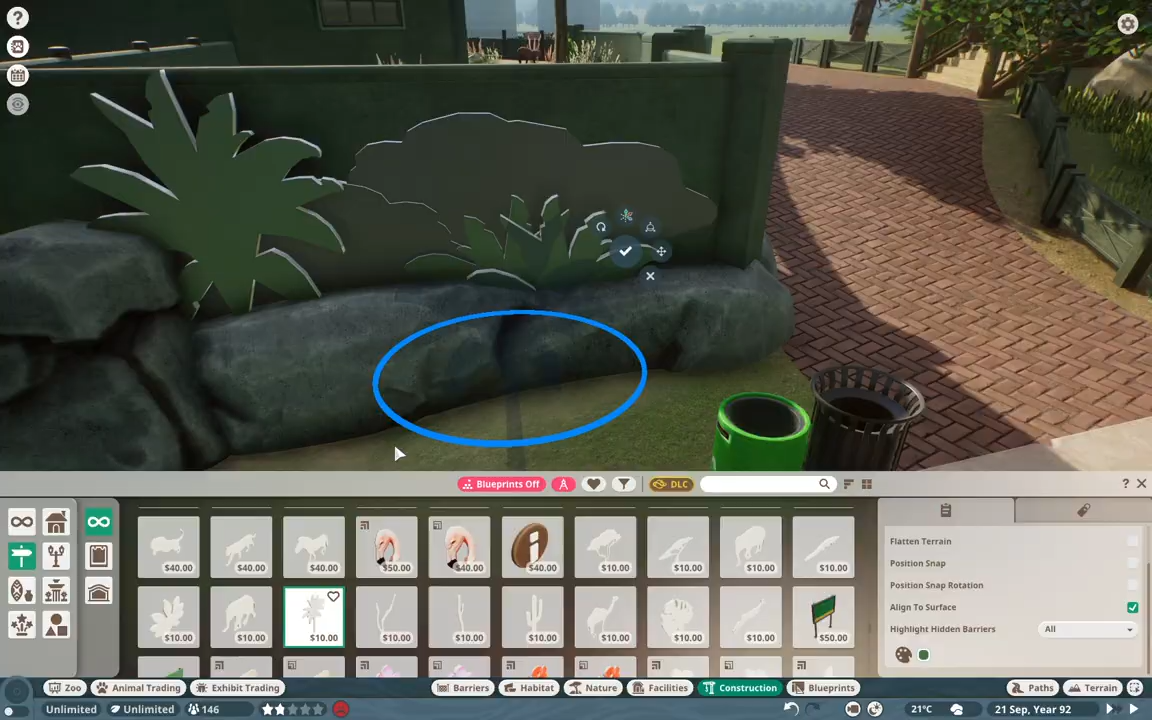 ?
Blueprints Off
DLC
?
$40.00 $40.00 $40.00 $50.00 $40.00 $40.00 $10.00 $10.00 $10.00 $10.00
$10.00 $10.00 $10.00 $10.00 $10.00 $10.00 $10.00 $10.00 $10.00 $50.00
Flatten Terrain
Position Snap
Position Snap Rotation
Align To Surface
Highlight Hidden Barriers All
Zoo Animal Trading Exhibit Trading Barriers Habitat Nature Facilities Construction Blueprints Paths Terrain
Unlimited Unlimited 146 21°C 21 Sep, Year 92